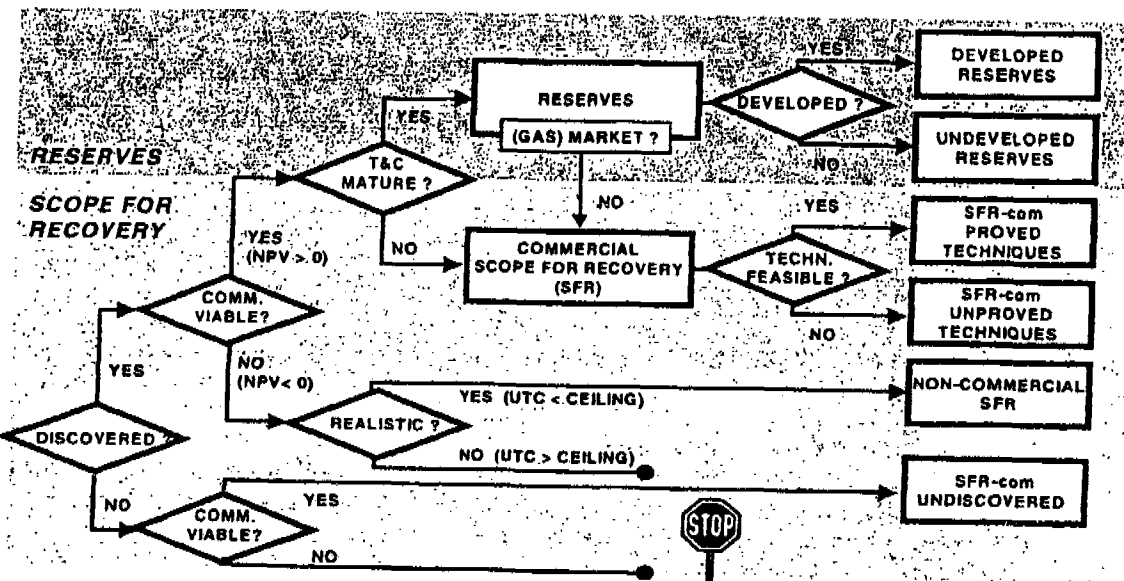 YES
DEVELOPED
RESERVES
RESERVES
DEVELOPED ?
YES
(GAS) MARKET ?
UNDEVELOPED
RESERVES
NO
RESERVES
T&C
MATURE ?
SCOPE FOR
RECOVERY
NO
YES
SFR-com
PROVED
TECHNIQUES
YES
(NPV > 0)
NO
COMMERCIAL
SCOPE FOR RECOVERY
(SFR)
TECHN.
FEASIBLE ?
COMM.
VIABLE?
SFR-com
UNPROVED
TECHNIQUES
NO
YES
NO
(NPV< 0)
YES (UTC < CEILING)
NON-COMMERCIAL
SFR
DISCOVERED ?
REALISTIC ?
NO (UTC > CEILING)
SFR-com
UNDISCOVERED
NO
YES
COMM.
VIABLE?
STOP
NO